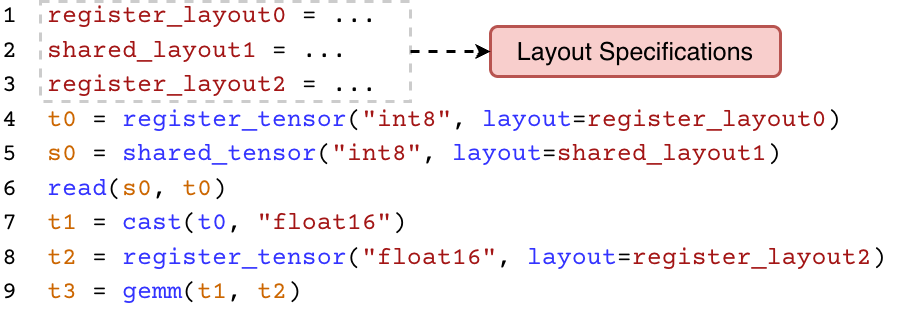 1 register_layout0 = ...
2 shared_layout1 = ...
Layout Specifications
3 register_layout2 = ...
4 t0 = register_tensor("int8", layout=register_layout0)
5 s0 = shared_tensor("int8", layout=shared_layout1)
6 read(s0, t0)
7 t1 = cast(t0, "float16")
8 t2 = register_tensor("float16", layout=register_layout2)
9 t3 = gemm(t1, t2)